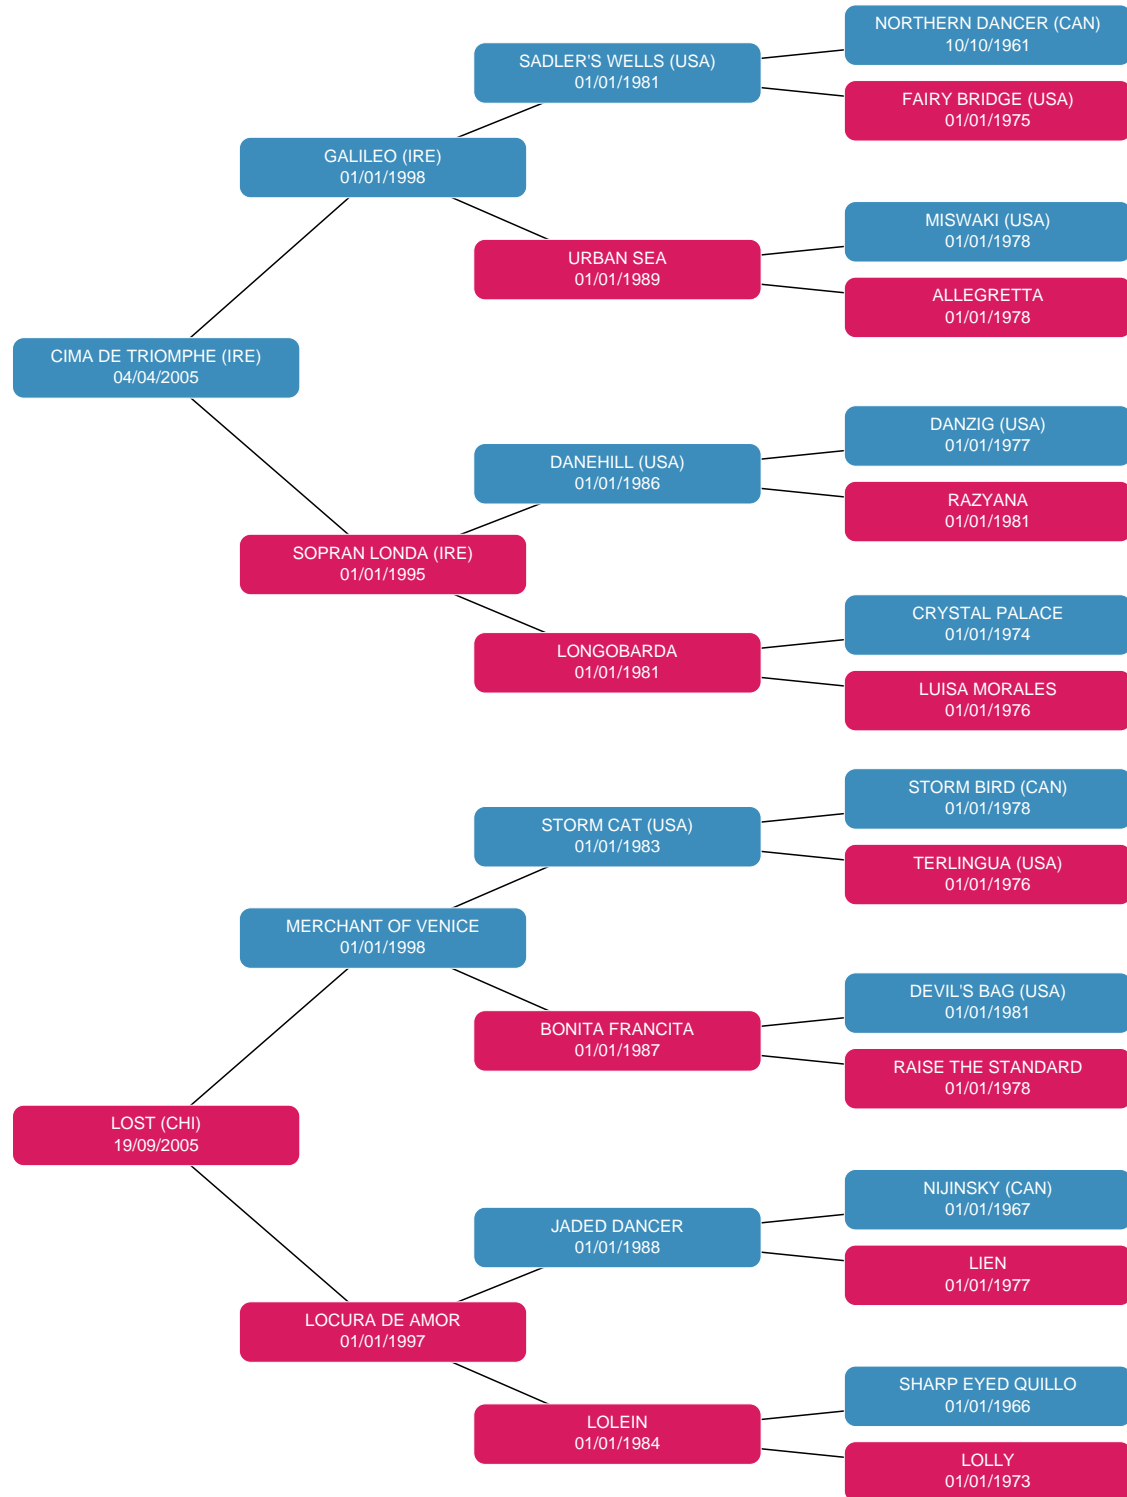 NORTHERN DANCER (CAN)
10/10/1961
SADLER'S WELLS (USA)
01/01/1981
FAIRY BRIDGE (USA)
01/01/1975
GALILEO (IRE)
01/01/1998
MISWAKI (USA)
01/01/1978
URBAN SEA
01/01/1989
ALLEGRETTA
01/01/1978
CIMA DE TRIOMPHE (IRE)
04/04/2005
DANZIG (USA)
01/01/1977
DANEHILL (USA)
01/01/1986
RAZYANA
01/01/1981
SOPRAN LONDA (IRE)
01/01/1995
CRYSTAL PALACE
01/01/1974
LONGOBARDA
01/01/1981
LUISA MORALES
01/01/1976
STORM BIRD (CAN)
01/01/1978
STORM CAT (USA)
01/01/1983
TERLINGUA (USA)
01/01/1976
MERCHANT OF VENICE
01/01/1998
DEVIL'S BAG (USA)
01/01/1981
BONITA FRANCITA
01/01/1987
RAISE THE STANDARD
01/01/1978
LOST (CHI)
19/09/2005
NIJINSKY (CAN)
01/01/1967
JADED DANCER
01/01/1988
LIEN
01/01/1977
LOCURA DE AMOR
01/01/1997
SHARP EYED QUILLO
01/01/1966
LOLEIN
01/01/1984
LOLLY
01/01/1973